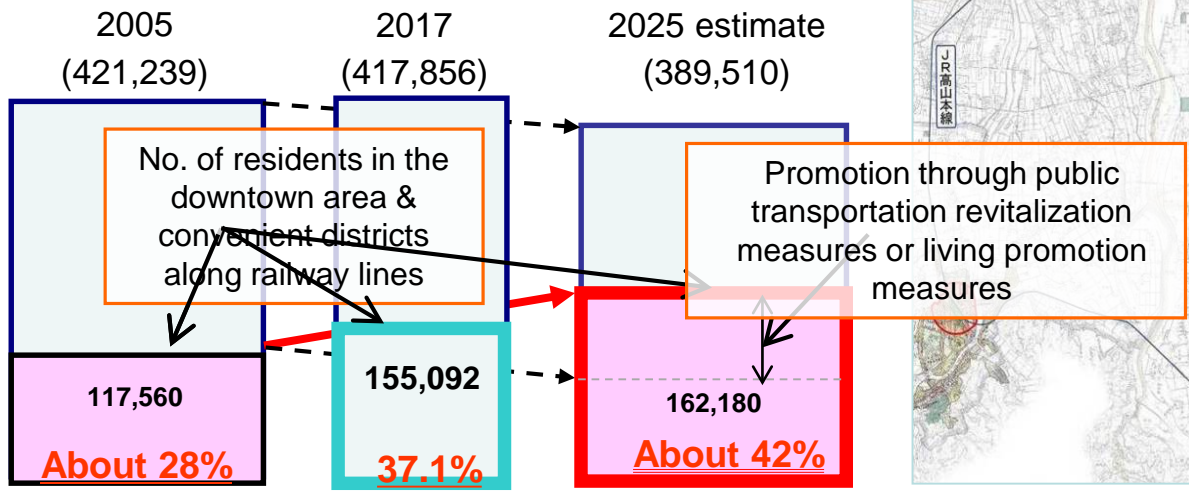 2005
(421,239)
2017
(417,856)
2025 estimate
(389,510)
No. of residents in the
downtown area &
convenient districts
along railway lines
Promotion through public
transportation revitalization
measures or living promotion
measures
117,560
About 28%
155,092
37.1%
162,180
About 42%
JR高山本線